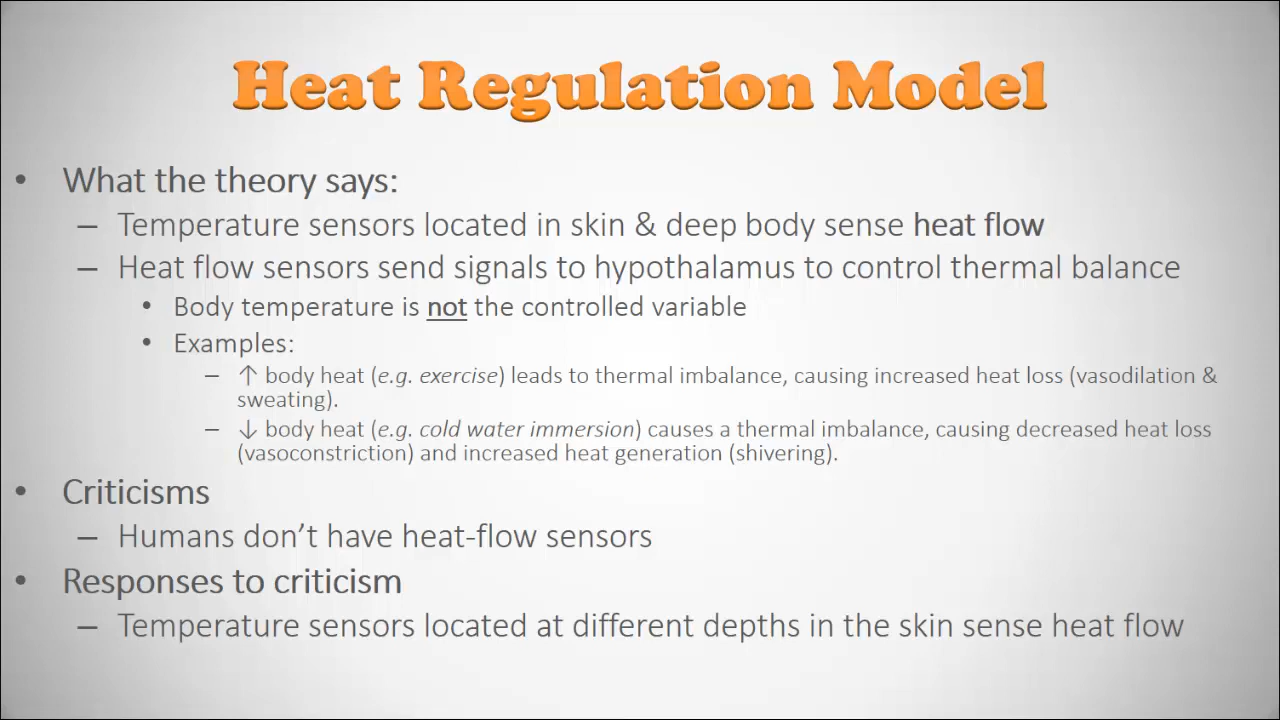 Heat Regulation Model
• What the theory says:
– Temperature sensors located in skin & deep body sense heat flow
– Heat flow sensors send signals to hypothalamus to control thermal balance
• Body temperature is not the controlled variable
• Examples:
– ↑ body heat (e.g. exercise) leads to thermal imbalance, causing increased heat loss (vasodilation &
sweating).
– ↓ body heat (e.g. cold water immersion) causes a thermal imbalance, causing decreased heat loss
(vasoconstriction) and increased heat generation (shivering).
• Criticisms
– Humans don’t have heat-flow sensors
• Responses to criticism
– Temperature sensors located at different depths in the skin sense heat flow